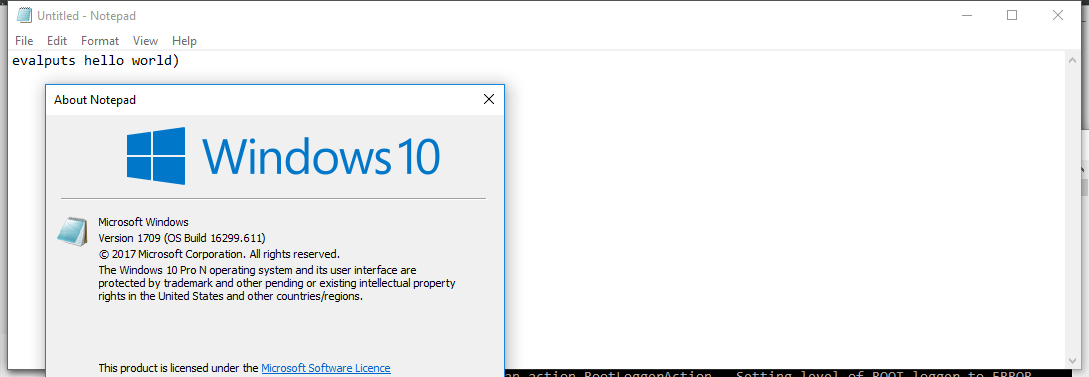 Untitled - Notepad
File Edit Format View Help
evalputs hello world)
About Notepad
Windows 10
Microsoft Windows
Version 1709 (OS Build 16299.611)
© 2017 Microsoft Corporation. All rights reserved.
The Windows 10 Pro N operating system and its user interface are
protected by trademark and other pending or existing intellectual property
rights in the United States and other countries/regions.
This product is licensed under the Microsoft Software Licence
an action.RootLoggerAction - Setting level of ROOT logger to ERROR